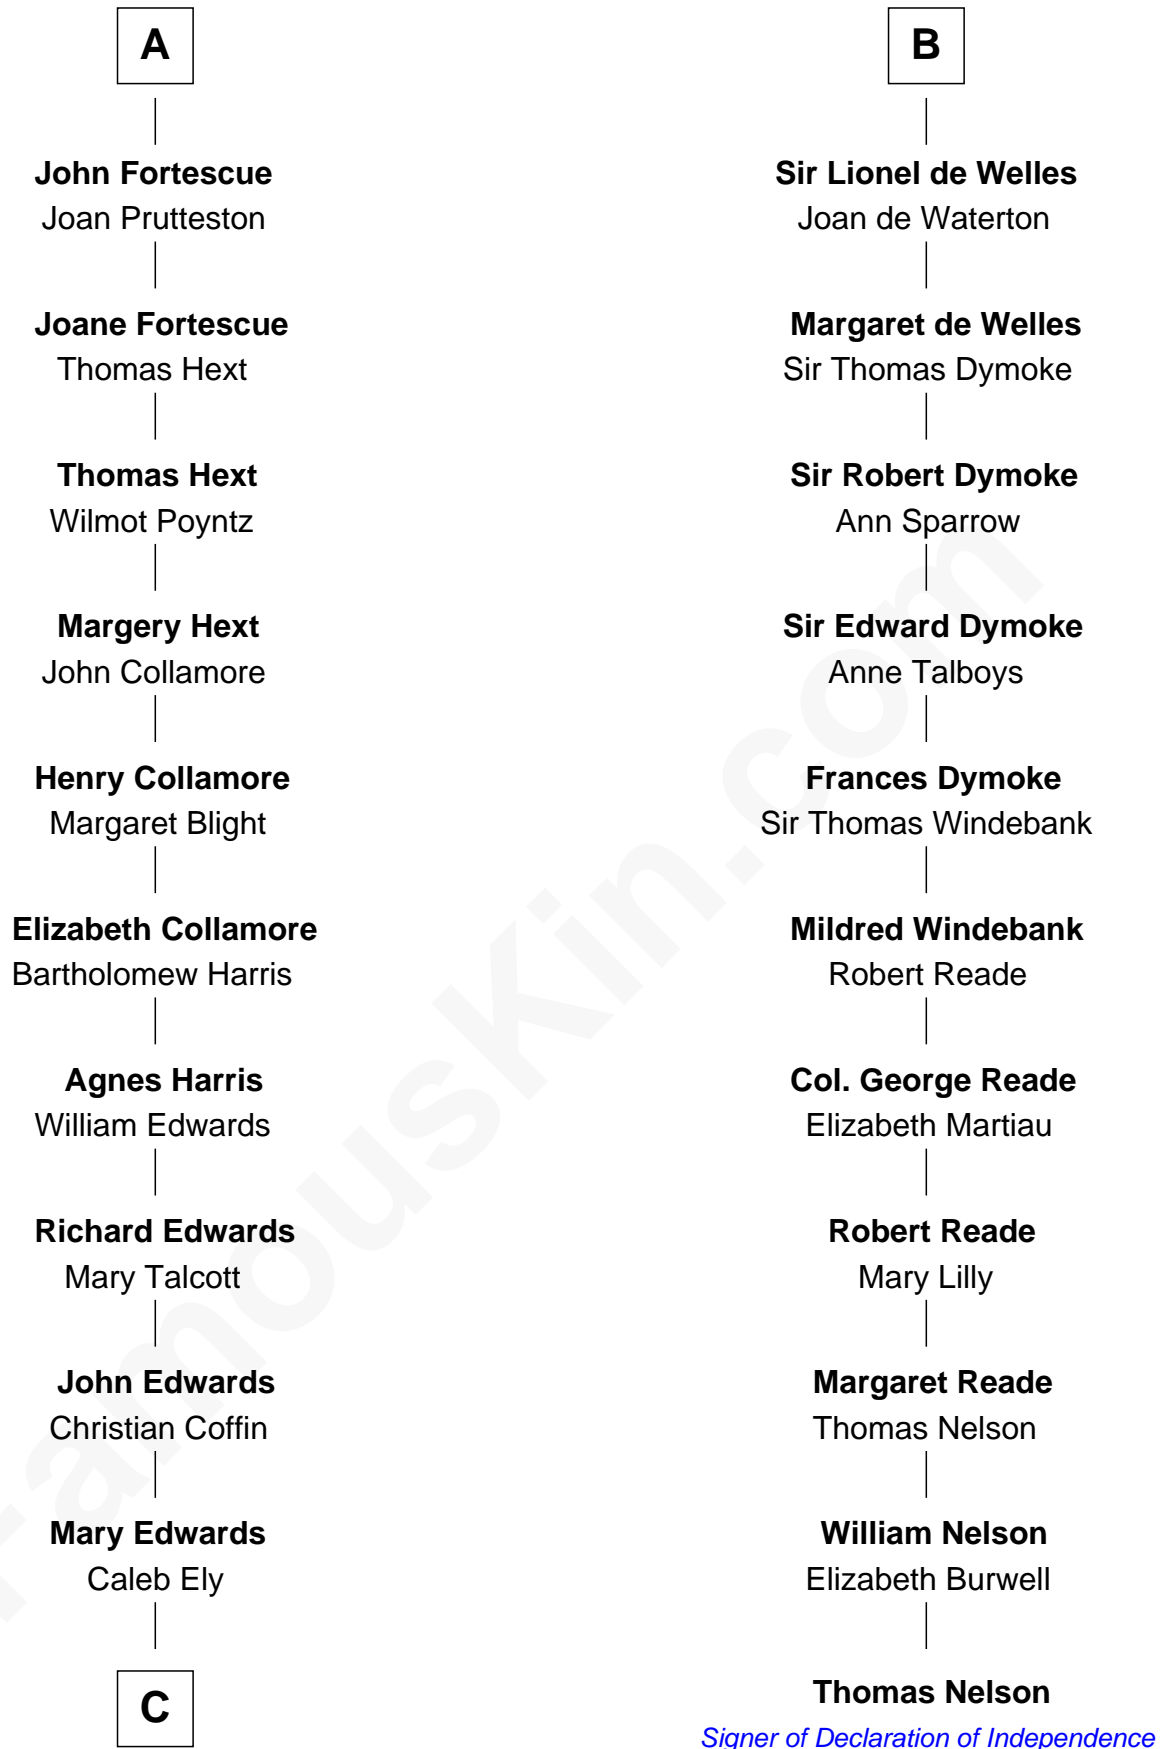 A
John Fortescue
Joan Prutteston
Joane Fortescue
Thomas Hext
Thomas Hext
Wilmot Poyntz
Margery Hext
John Collamore
Henry Collamore
Margaret Blight
Elizabeth Collamore
Bartholomew Harris
Agnes Harris
William Edwards
Richard Edwards
Mary Talcott
John Edwards
Christian Coffin
Mary Edwards
Caleb Ely
C
B
Sir Lionel de Welles
Joan de Waterton
Margaret de Welles
Sir Thomas Dymoke
Sir Robert Dymoke
Ann Sparrow
Sir Edward Dymoke
Anne Talboys
Frances Dymoke
Sir Thomas Windebank
Mildred Windebank
Robert Reade
Col. George Reade
Elizabeth Martiau
Robert Reade
Mary Lilly
Margaret Reade
Thomas Nelson
William Nelson
Elizabeth Burwell
Thomas Nelson
Signer of Declaration of Independence
FamousKin.com